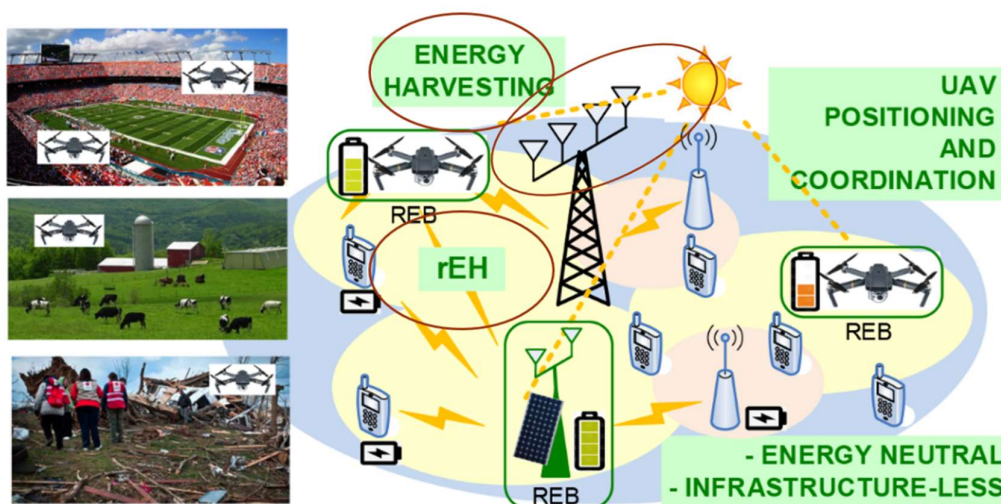 ENERGY
HARVESTING
UAV
POSITIONING
AND
COORDINATION
REB
rEH
REB
REB
- ENERGY NEUTRAL
- INFRASTRUCTURE-LESS